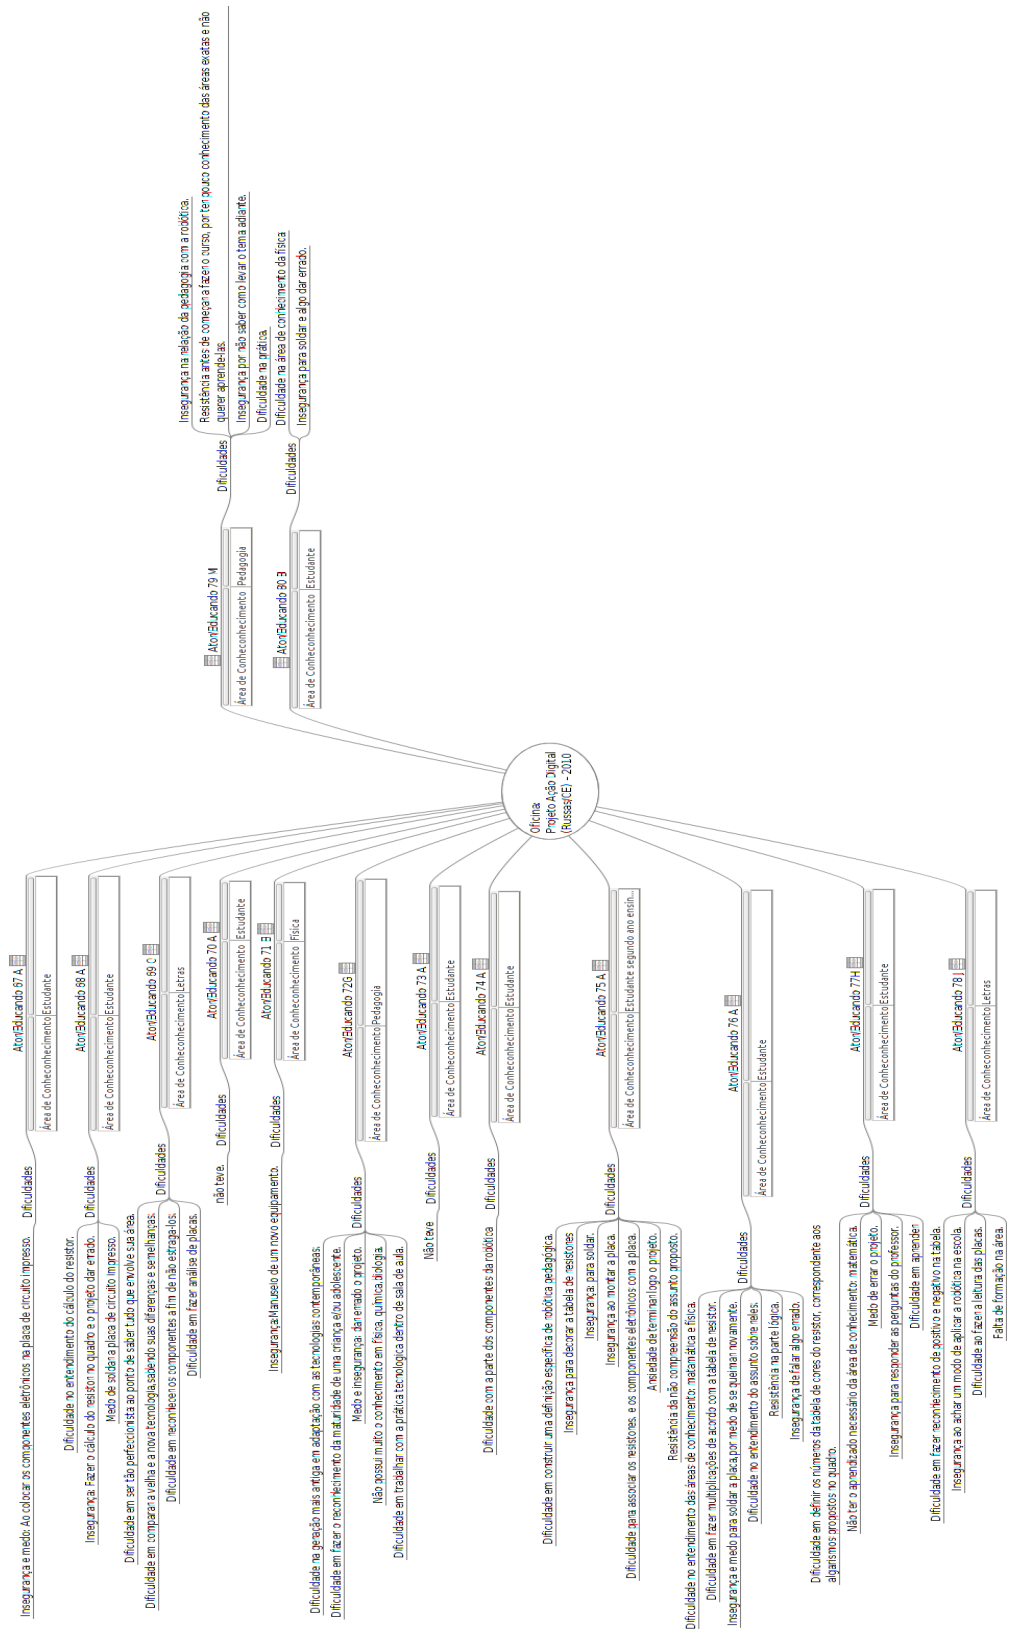 Oficina:
Projeto Ação Digital
(Russas/CE) - 2010
Ator/Educando 67 A
Área de Conheconhecimento Estudante
Dificuldades
Insegurança e medo: Ao colocar os componentes eletrônicos na placa de circuito impresso.
Ator/Educando 68 A
Área de Conheconhecimento Estudante
Dificuldades
Dificuldade no entendimento do cálculo do resistor.
Insegurança: Fazer o cálculo do resistor no quadro e o projeto dar errado.
Medo de soldar a placa de circuito impresso.
Ator/Educando 69 C
Área de Conheconhecimento Letras
Dificuldades
Dificuldade em ser tão perfeccionista ao ponto de saber tudo que envolve sua área.
Dificuldade em comparar a velha e a nova tecnologia,sabendo suas diferenças e semelhanças.
Dificuldade em reconhecer os componentes a fim de não estraga-los.
Dificuldade em fazer análise de placas.
Ator/Educando 70 A
Área de Conheconhecimento Estudante
Dificuldades
não teve.
Ator/Educando 71 B
Área de Conheconhecimento Física
Dificuldades
Insegurança:Manuseio de um novo equipamento.
Ator/Educando 72G
Área de Conheconhecimento Pedagogia
Dificuldades
Dificuldade na geração mais antiga em adaptação com as tecnologias contemporâneas.
Dificuldade em fazer o reconhecimento da maturidade de uma criança e/ou adolescente.
Medo e insegurança: dar errado o projeto.
Não possui muito o conhecimento em física, química,biologia.
Dificuldade em trabalhar com a prática tecnologica dentro de sala de aula.
Ator/Educando 73 A
Área de Conheconhecimento Estudante
Dificuldades
Não teve
Ator/Educando 74 A
Área de Conheconhecimento Estudante
Dificuldades
Dificuldade com a parte dos componentes da robótica
Ator/Educando 75 A
Área de Conheconhecimento Estudante segundo ano ensin...
Dificuldades
Dificuldade em construir uma definição específica de robótica pedagógica.
Insegurança para decorar a tabela de resistores
Insegurança: para soldar.
Insegurança ao montar a placa.
Dificuldade para associar os resistores, e os componentes eletrônicos com a placa.
Ansiedade de terminar logo o projeto.
Resistência da não compreensão do assunto proposto.
Ator/Educando 76 A
Área de Conheconhecimento Estudante
Dificuldades
Dificuldade no entendimento das áreas de conhecimento: matamática e física.
Dificuldade em fazer multiplicações de acordo com a tabela de resistor.
Insegurança e medo para soldar a placa,por medo de se queimar novamente.
Dificuldade no entendimento do assunto sobre reles.
Resistência na parte lógica.
Insegurança de falar algo errado.
Ator/Educando 77H
Área de Conheconhecimento Estudante
Dificuldades
Dificuldade em definir os números da tabela de cores do resistor, correspondente aos
algarismos propostos no quadro.
Não ter o aprendizado necessário da área de conhecimento: matemática.
Medo de errar o projeto.
Insegurança para responder as perguntas do professor.
Dificuldade em aprender
Ator/Educando 78 J
Área de Conheconhecimento Letras
Dificuldades
Dificuldade em fazer reconhecimento de positivo e negativo na tabela.
Insegurança ao achar um modo de aplicar a robótica na escola.
Dificuldade ao fazer a leitura das placas.
Falta de formação na área.
Ator/Educando 79 M
Área de Conheconhecimento Pedagogia
Dificuldades
Insegurança na relação da pedagogia com a robótica.
Resistência antes de começar a fazer o curso, por ter pouco conhecimento das áreas exatas e não
querer aprende-las.
Insegurança por não saber como levar o tema adiante.
Dificuldade na prática.
Ator/Educando 80 B
Área de Conheconhecimento Estudante
Dificuldades
Dificuldade na área de conhecimento da física
Insegurança para soldar e algo dar errado.